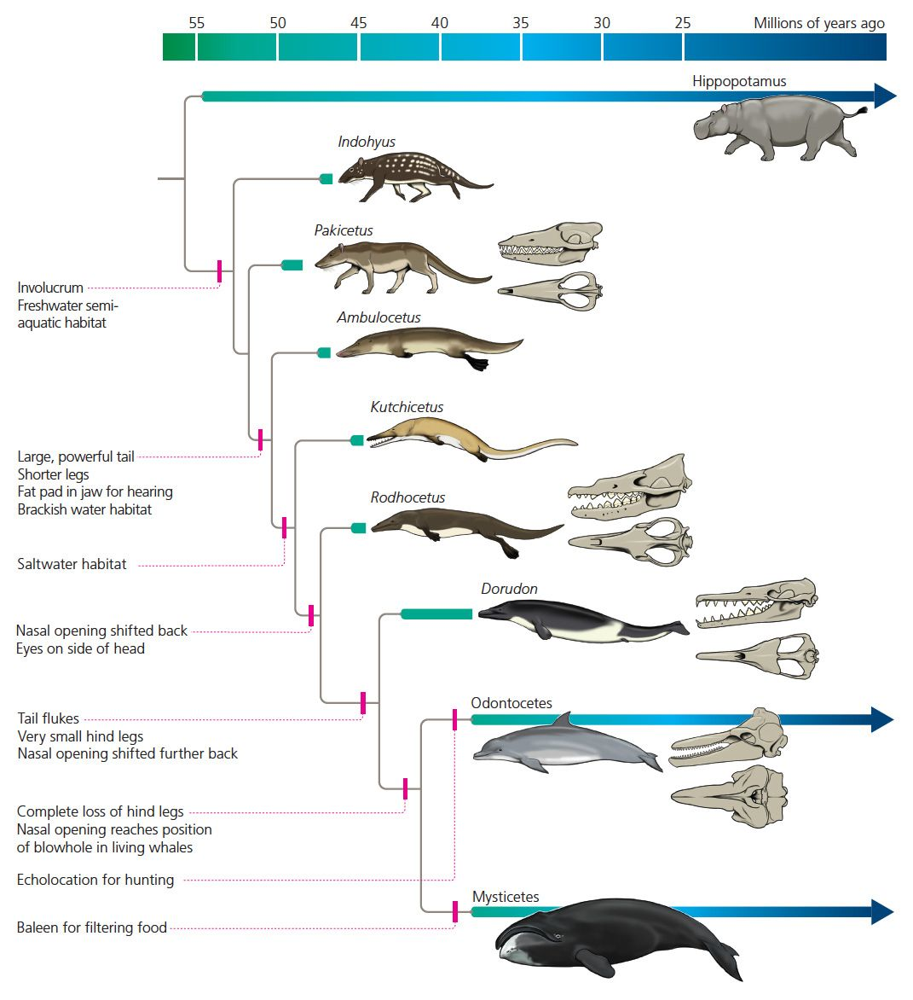 55 50 45 40 35 30 25 Millions of years ago
Hippopotamus
Indohyus
Pakicetus
Involucrum
Freshwater semi-
aquatic habitat
Ambulocetus
Kutchicetus
Large, powerful tail
Shorter legs
Fat pad in jaw for hearing
Brackish water habitat
Rodhocetus
Saltwater habitat
Dorudon
Nasal opening shifted back
Eyes on side of head
Odontocetes
Tail flukes
Very small hind legs
Nasal opening shifted further back
Complete loss of hind legs
Nasal opening reaches position
of blowhole in living whales
Echolocation for hunting
Mysticetes
Baleen for filtering food